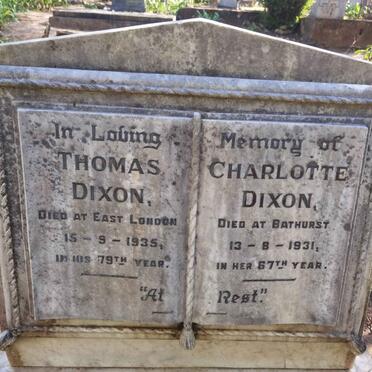 In Loving Memory of
THOMAS
DIXON,
DIED AT EAST LONDON
15-9-1935,
IN HIS 79TH YEAR.
CHARLOTTE
DIXON,
DIED AT BATHURST
13-8-1931,
IN HER 67TH YEAR.
"At Rest."